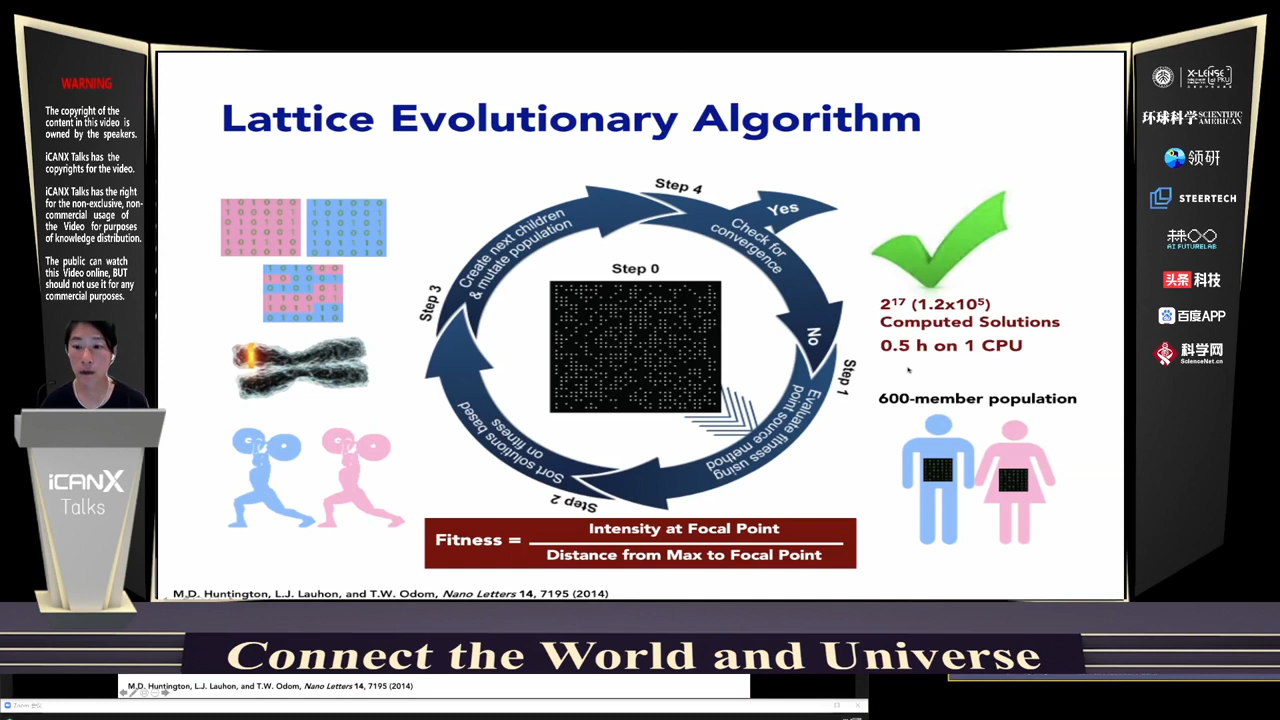 WARNING
The copyright of the
content in this video is
owned by the speakers.
iCANX Talks has the
copyrights for the video.
iCANX Talks has the right
for the non-exclusive, non-
commercial usage of
the Video for purposes
of knowledge distribution.
The public can watch
this Video online, BUT
should not use it for any
commercial purposes.
iCANX
Talks
Lattice Evolutionary Algorithm
Step 4
Yes
Check for
convergence
No
Step 0
Create next children
& mutate population
Step 3
Step 1
Evaluate fitness using
point source method
Sort solutions based
on fitness
Step 2
2¹⁷ (1.2x10⁵)
Computed Solutions
0.5 h on 1 CPU
600-member population
Fitness = Intensity at Focal Point
Distance from Max to Focal Point
M.D. Huntington, L.J. Lauhon, and T.W. Odom, Nano Letters 14, 7195 (2014)
X-LENSE
at PKU
环球科学 SCIENTIFIC AMERICAN
领研
STEERTECH
AI FUTURELAB
头条 科技
百度APP
科学网
ScienceNet.cn
Connect the World and Universe
M.D. Huntington, L.J. Lauhon, and T.W. Odom, Nano Letters 14, 7195 (2014)
Zoom